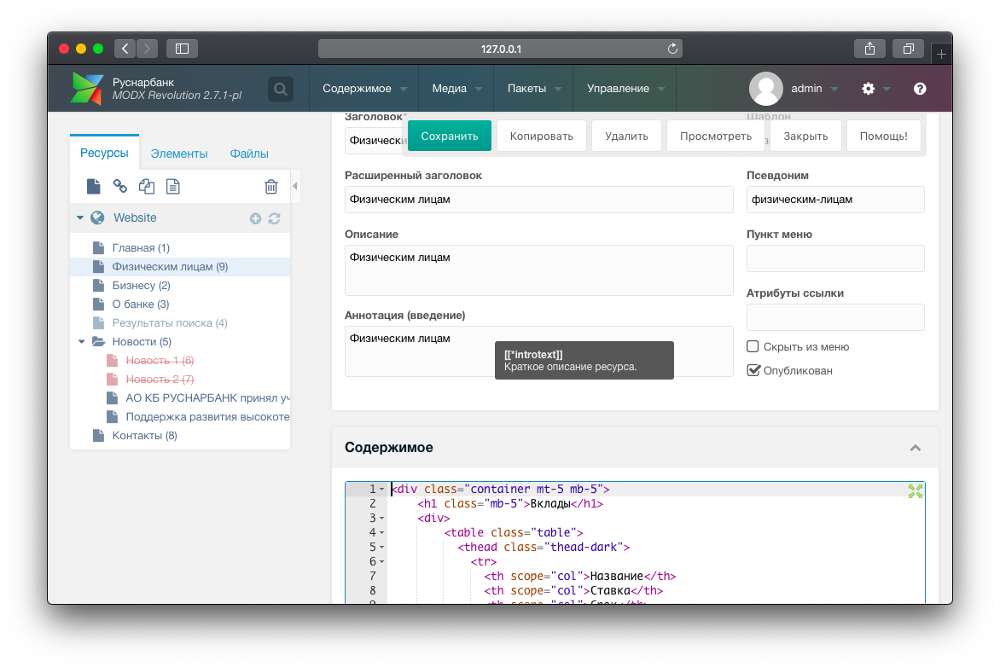 127.0.0.1
Руснарбанк
MODX Revolution 2.7.1-pl
Содержимое
Медиа
Пакеты
Управление
admin
Ресурсы
Элементы
Файлы
Website
Главная (1)
Физическим лицам (9)
Бизнесу (2)
О банке (3)
Результаты поиска (4)
Новости (5)
Новость 1 (6)
Новость 2 (7)
АО КБ РУСНАРБАНК принял уч
Поддержка развития высокоте
Контакты (8)
Заголовок*
Шаблон
Физически
Сохранить
Копировать
Удалить
Просмотреть
Закрыть
Помощь!
Расширенный заголовок
Физическим лицам
Псевдоним
физическим-лицам
Описание
Физическим лицам
Пункт меню
Атрибуты ссылки
Аннотация (введение)
Физическим лицам
[[*introtext]]
Краткое описание ресурса.
Скрыть из меню
Опубликован
Содержимое
1 <div class="container mt-5 mb-5">
2 <h1 class="mb-5">Вклады</h1>
3 <div>
4 <table class="table">
5 <thead class="thead-dark">
6 <tr>
7 <th scope="col">Название</th>
8 <th scope="col">Ставка</th>
9 <th scope="col">Срок</th>